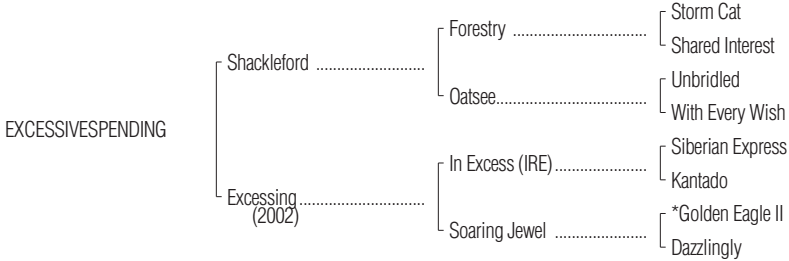 Storm Cat
Forestry ................................
Shared Interest
Shackleford ..........................
Unbridled
Oatsee....................................
With Every Wish
EXCESSIVESPENDING
Siberian Express
In Excess (IRE)......................
Kantado
Excessing..............................
(2002)
*Golden Eagle II
Soaring Jewel ......................
Dazzlingly